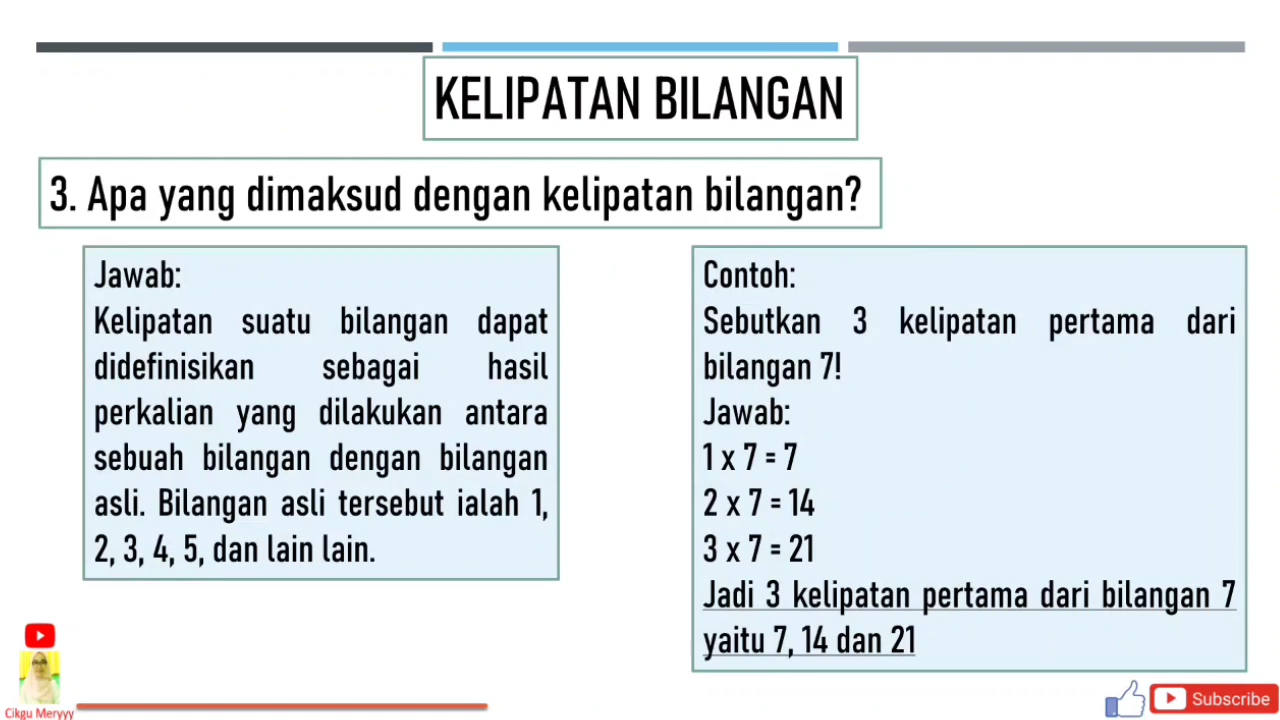 KELIPATAN BILANGAN
3. Apa yang dimaksud dengan kelipatan bilangan?
Jawab:
Kelipatan suatu bilangan dapat
didefinisikan sebagai hasil
perkalian yang dilakukan antara
sebuah bilangan dengan bilangan
asli. Bilangan asli tersebut ialah 1,
2, 3, 4, 5, dan lain lain.
Contoh:
Sebutkan 3 kelipatan pertama dari
bilangan 7!
Jawab:
1 x 7 = 7
2 x 7 = 14
3 x 7 = 21
Jadi 3 kelipatan pertama dari bilangan 7
yaitu 7, 14 dan 21
Cikgu Meryyy
Subscribe